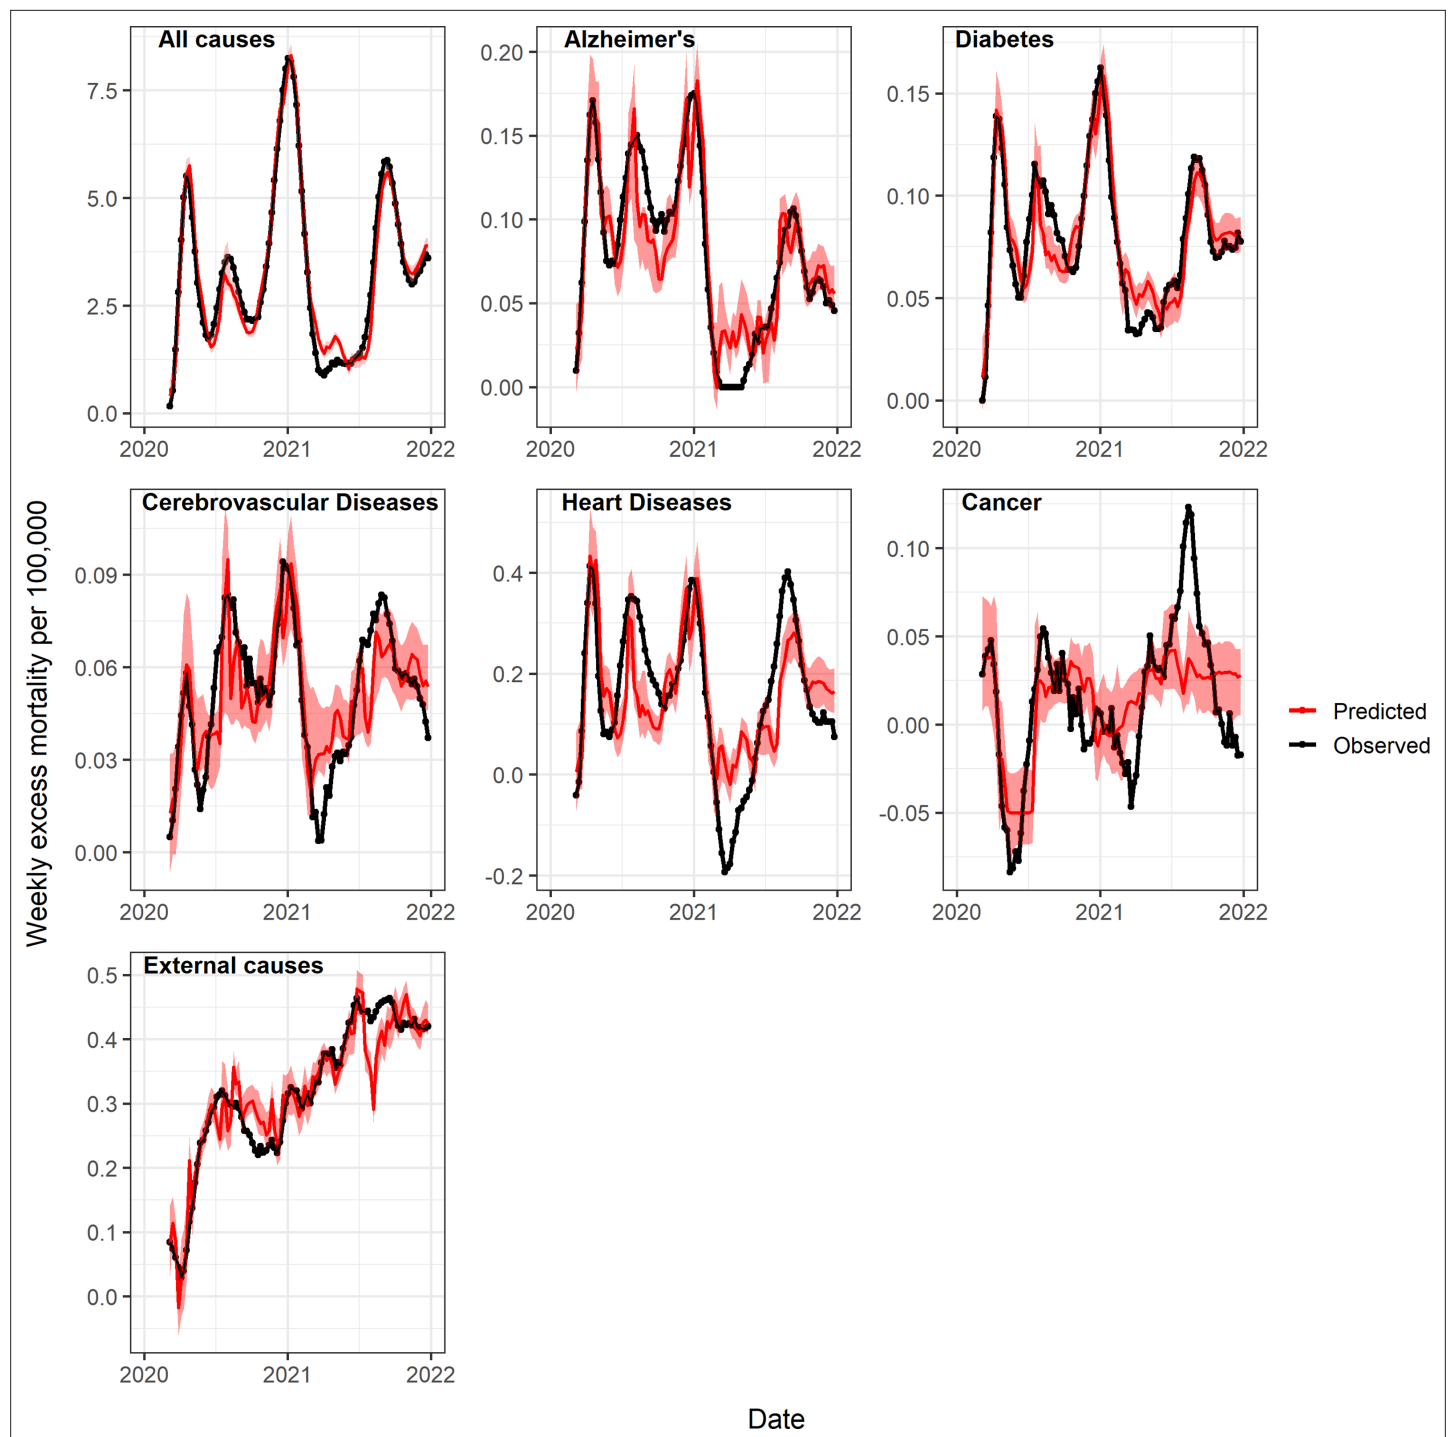 All causes
Alzheimer's
Diabetes
7.5
5.0
2.5
0.0
0.20
0.15
0.10
0.05
0.00
0.15
0.10
0.05
0.00
2020 2021 2022
2020 2021 2022
2020 2021 2022
Weekly excess mortality per 100,000
Cerebrovascular Diseases
Heart Diseases
Cancer
0.09
0.06
0.03
0.00
0.4
0.2
0.0
-0.2
0.10
0.05
0.00
-0.05
2020 2021 2022
2020 2021 2022
2020 2021 2022
Predicted
Observed
External causes
0.5
0.4
0.3
0.2
0.1
0.0
2020 2021 2022
Date